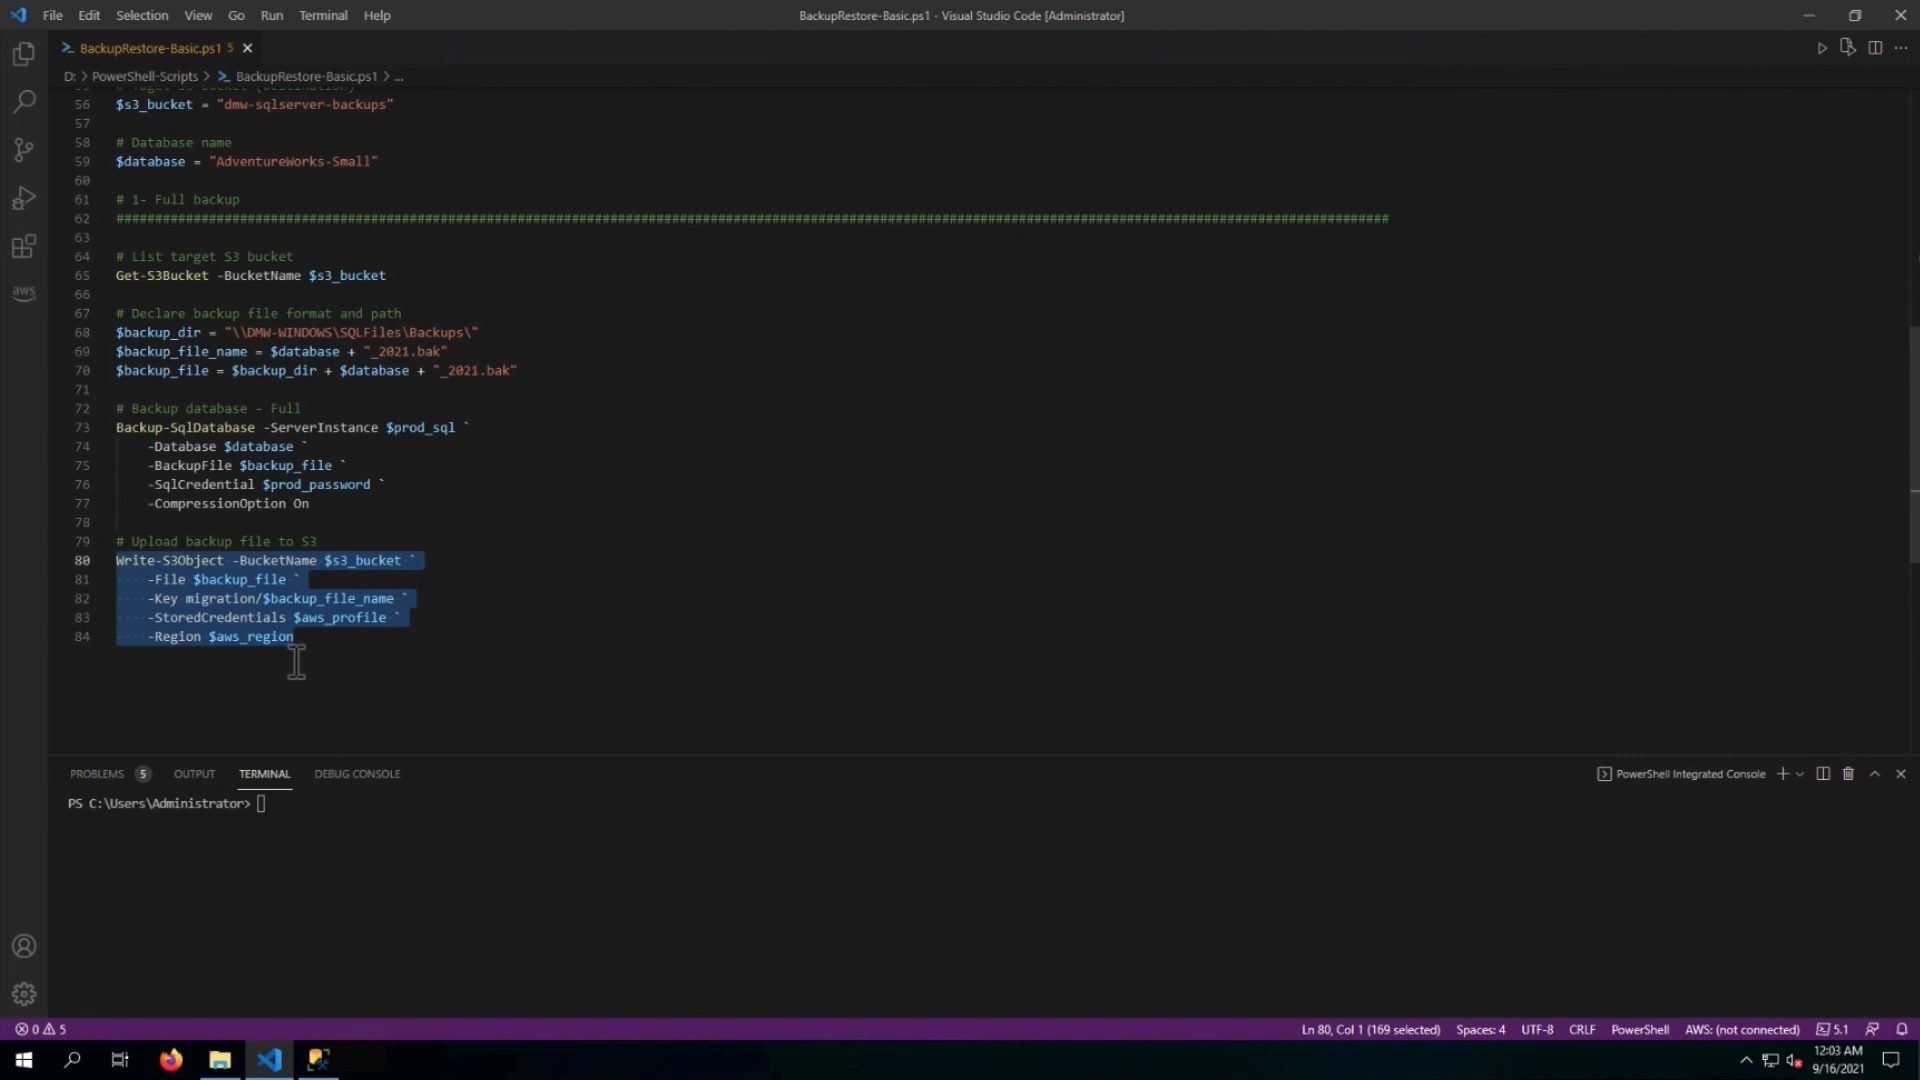 File Edit Selection View Go Run Terminal Help
BackupRestore-Basic.ps1 - Visual Studio Code [Administrator]
BackupRestore-Basic.ps1 5
D: > PowerShell-Scripts > BackupRestore-Basic.ps1 > ...
56 $s3_bucket = "dmw-sqlserver-backups"
57
58 # Database name
59 $database = "AdventureWorks-Small"
60
61 # 1- Full backup
62 #####################################################################################################################################################################
63
64 # List target S3 bucket
65 Get-S3Bucket -BucketName $s3_bucket
66
67 # Declare backup file format and path
68 $backup_dir = "\\DMW-WINDOWS\SQLFiles\Backups\"
69 $backup_file_name = $database + "_2021.bak"
70 $backup_file = $backup_dir + $database + "_2021.bak"
71
72 # Backup database - Full
73 Backup-SqlDatabase -ServerInstance $prod_sql `
74 -Database $database `
75 -BackupFile $backup_file `
76 -SqlCredential $prod_password `
77 -CompressionOption On
78
79 # Upload backup file to S3
80 Write-S3Object -BucketName $s3_bucket `
81 -File $backup_file `
82 -Key migration/$backup_file_name `
83 -StoredCredentials $aws_profile `
84 -Region $aws_region
aws
PROBLEMS 5 OUTPUT TERMINAL DEBUG CONSOLE
PowerShell Integrated Console
PS C:\Users\Administrator>
0 5
Ln 80, Col 1 (169 selected) Spaces: 4 UTF-8 CRLF PowerShell AWS: (not connected) 5.1
12:03 AM
9/16/2021